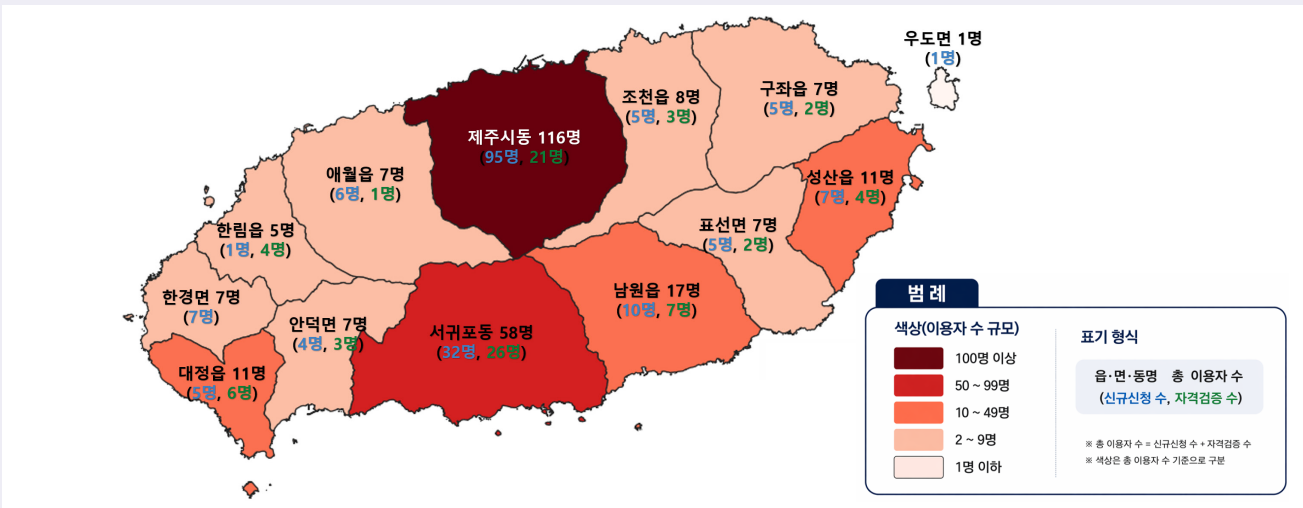 우도면 1명
(1명)
조천읍 8명
(5명, 3명)
구좌읍 7명
(5명, 2명)
제주시동 116명
(95명, 21명)
애월읍 7명
(6명, 1명)
성산읍 11명
(7명, 4명)
한림읍 5명
(1명, 4명)
표선면 7명
(5명, 2명)
한경면 7명
(7명)
남원읍 17명
(10명, 7명)
안덕면 7명
(4명, 3명)
서귀포동 58명
(32명, 26명)
대정읍 11명
(5명, 6명)
범 례
색상(이용자 수 규모)
100명 이상
50 ~ 99명
10 ~ 49명
2 ~ 9명
1명 이하
표기 형식
읍·면·동명 총 이용자 수
(신규신청 수, 자격검증 수)
※ 총 이용자 수 = 신규신청 수 + 자격검증 수
※ 색상은 총 이용자 수 기준으로 구분